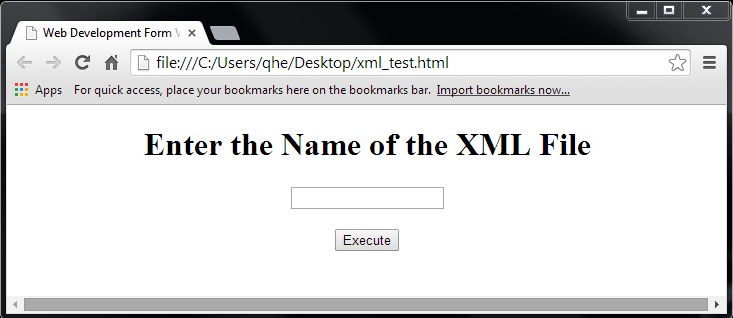 Web Development Form
file:///C:/Users/qhe/Desktop/xml_test.html
Apps For quick access, place your bookmarks here on the bookmarks bar. Import bookmarks now...
Enter the Name of the XML File
Execute